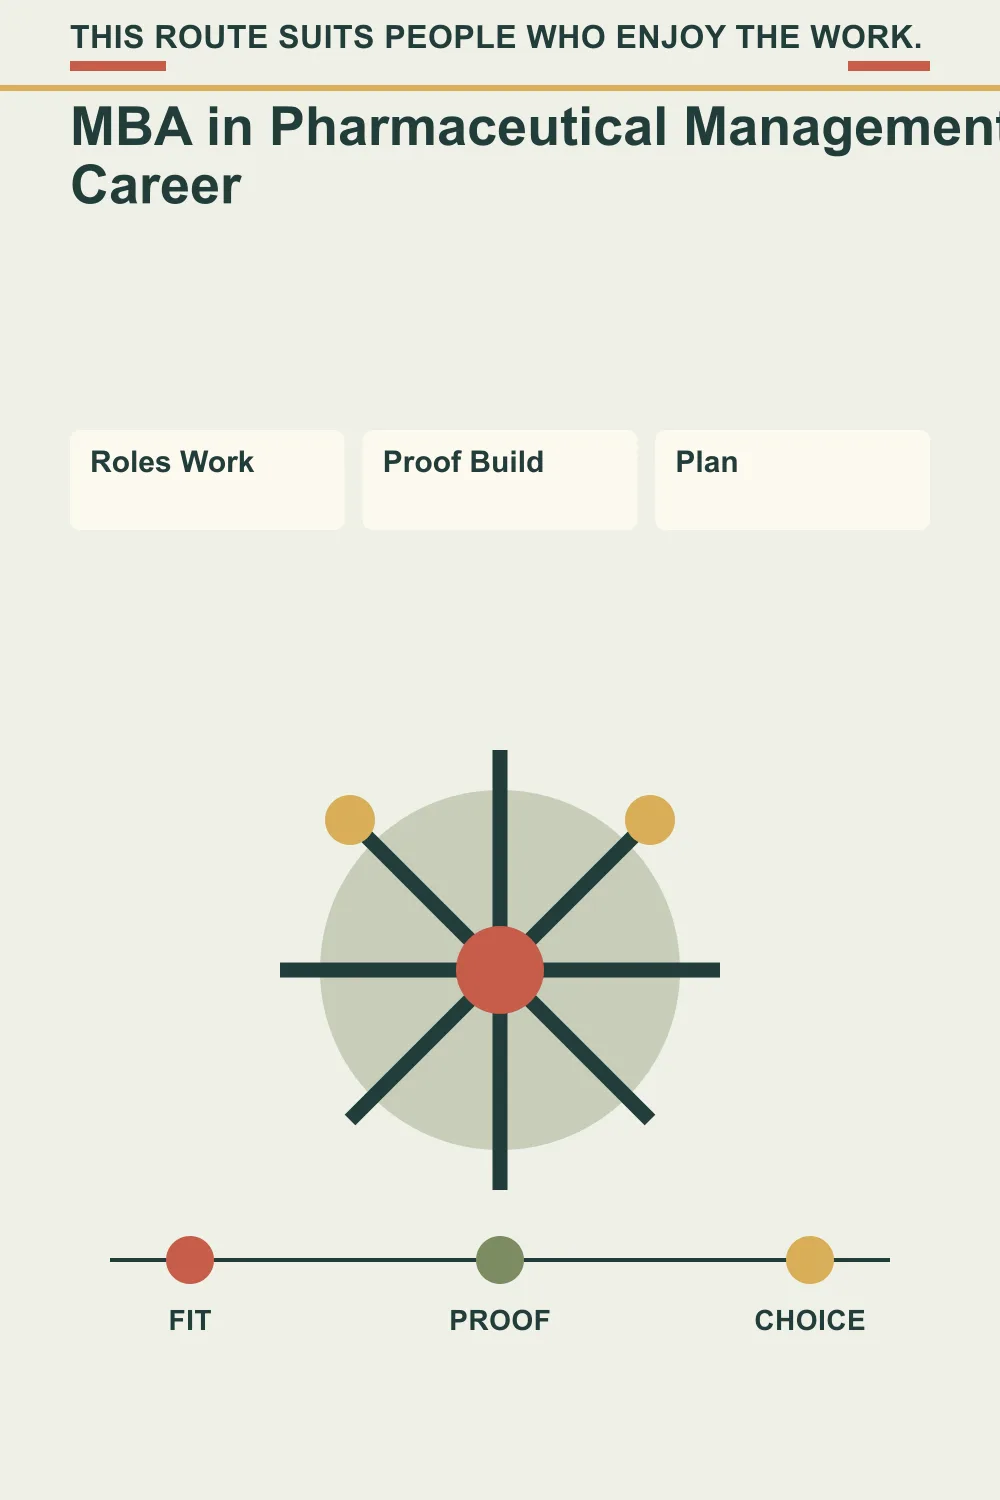 THIS ROUTE SUITS PEOPLE WHO ENJOY THE WORK.
MBA in Pharmaceutical Management
Career
Roles Work
Proof Build
Plan
FIT
PROOF
CHOICE